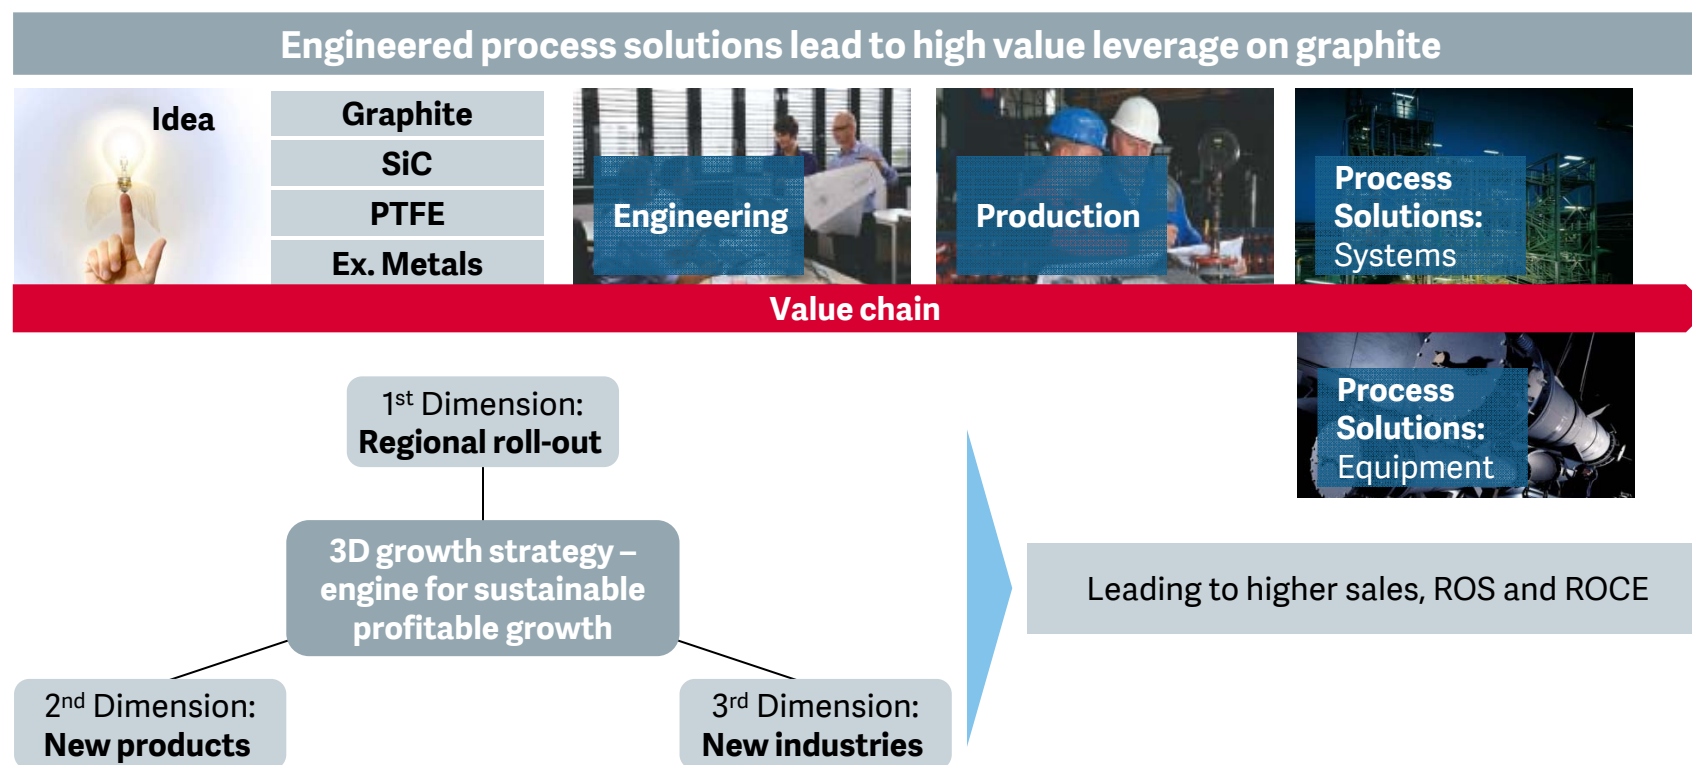 Engineered process solutions lead to high value leverage on graphite
Idea
Graphite
SiC
PTFE
Ex. Metals
Engineering
Production
Process
Solutions:
Systems
Value chain
Process
Solutions:
Equipment
1st Dimension:
Regional roll-out
3D growth strategy –
engine for sustainable
profitable growth
2nd Dimension:
New products
3rd Dimension:
New industries
Leading to higher sales, ROS and ROCE